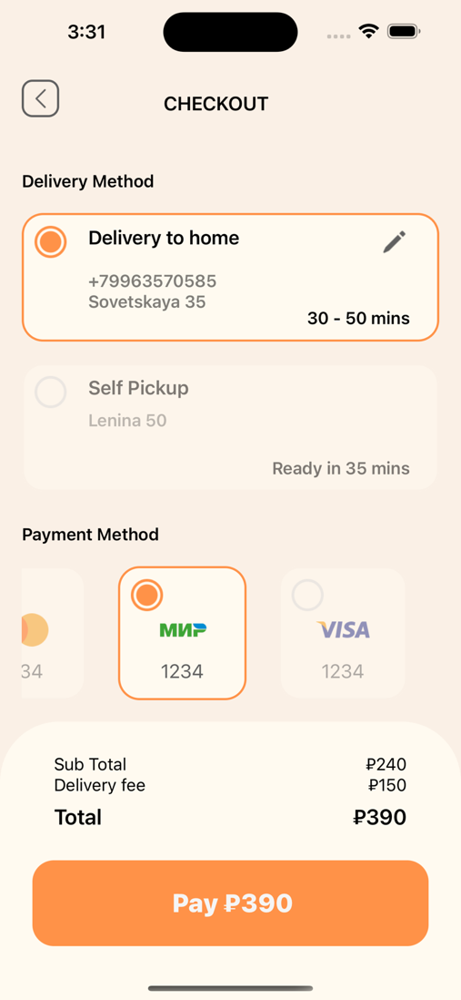 3:31
CHECKOUT
Delivery Method
Delivery to home
+79963570585
Sovetskaya 35
30 - 50 mins
Self Pickup
Lenina 50
Ready in 35 mins
Payment Method
МИР
VISA
34
1234
1234
Sub Total ₽240
Delivery fee ₽150
Total ₽390
Pay ₽390